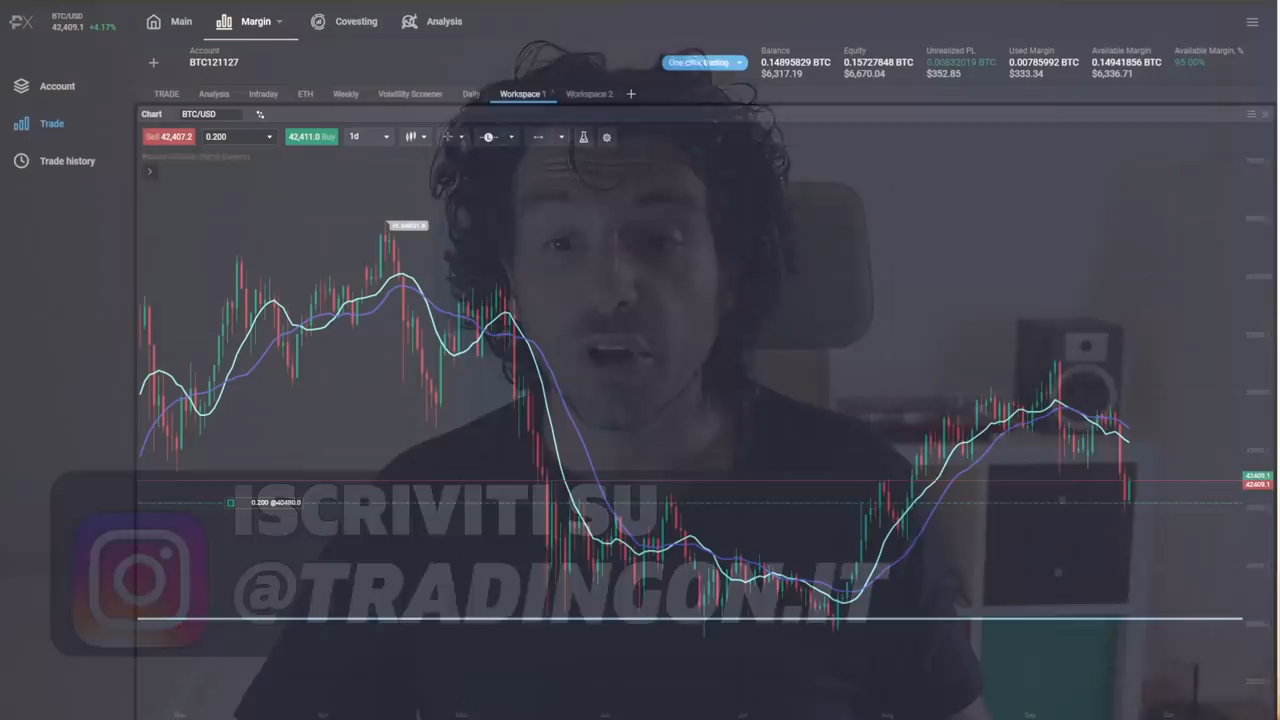 BTC/USD
42,409.1 +4.17%
Main
Margin
Covesting
Analysis
Account
BTC121127
One click trading
Balance
0.14895829 BTC
$6,317.19
Equity
0.15727848 BTC
$6,670.04
Unrealized PL
0.00832019 BTC
$352.85
Used Margin
0.00785992 BTC
$333.34
Available Margin
0.14941856 BTC
$6,336.71
Available Margin, %
95.00%
Account
Trade
Trade history
TRADE
Analysis
Intraday
ETH
Weekly
Volatility Screener
Daily
Workspace 1
Workspace 2
Chart
BTC/USD
Sell 42,407.2
0.200
42,411.0 Buy
1d
42409.1
42409.1
0.200 @40480.0
ISCRIVITI SU
@TRADINGON.IT